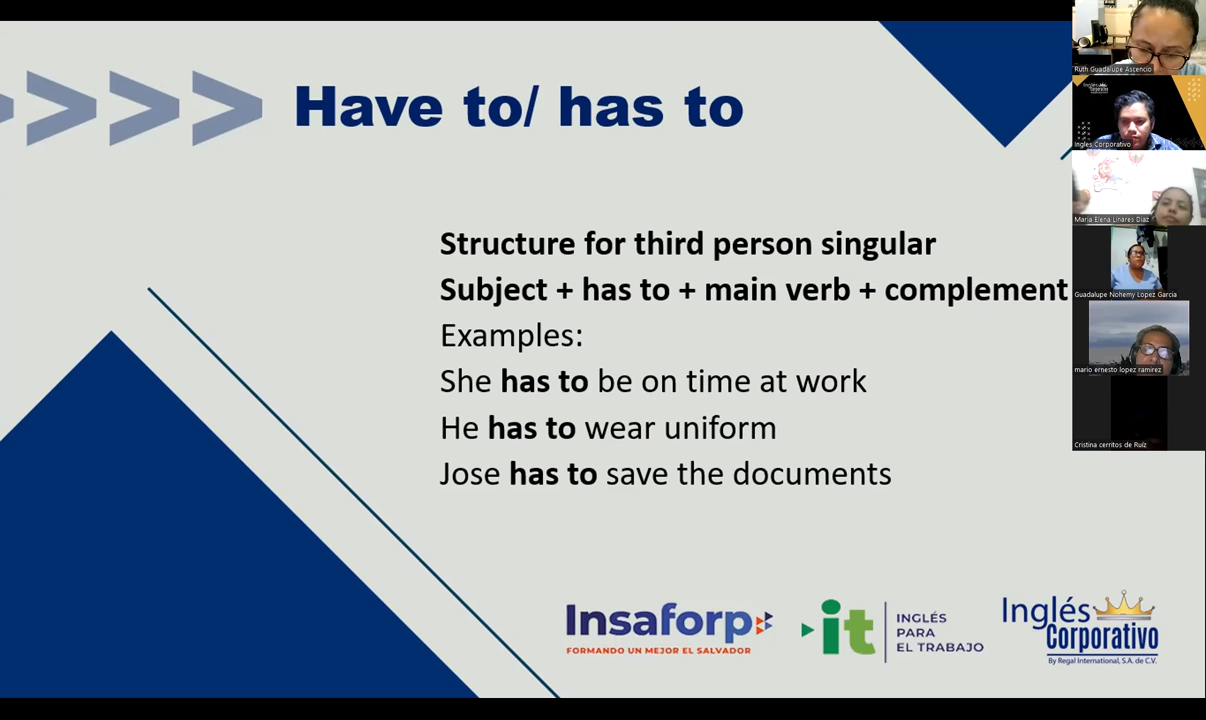 Have to/ has to
Structure for third person singular
Subject + has to + main verb + complement
Examples:
She has to be on time at work
He has to wear uniform
Jose has to save the documents
Insaforp
FORMANDO UN MEJOR EL SALVADOR
it
INGLÉS
PARA
EL TRABAJO
Inglés
Corporativo
By Regal International, S.A. de C.V.
Ruth Guadalupe Ascencio
Ingles Corporativo
Maria Elena Linares Diaz
Guadalupe Nohemy Lopez Garcia
mario ernesto lopez ramirez
Cristina cerritos de Ruíz